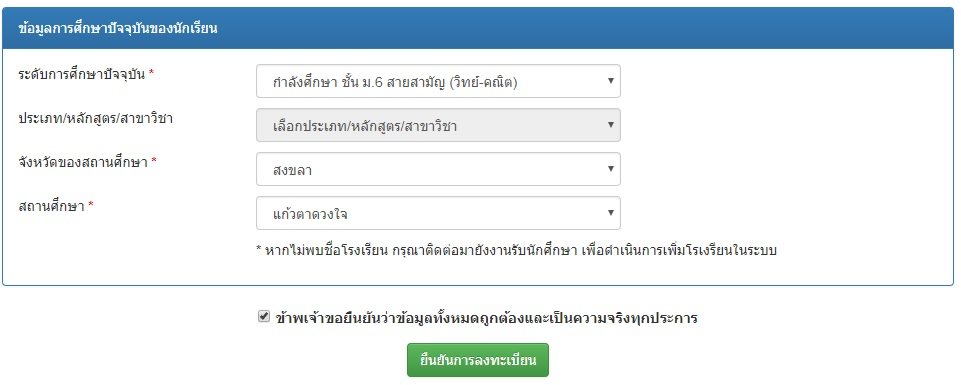 ข้อมูลการศึกษาปัจจุบันของนักเรียน
ระดับการศึกษาปัจจุบัน * กำลังศึกษา ชั้น ม.6 สายสามัญ (วิทย์-คณิต)
ประเภท/หลักสูตร/สาขาวิชา เลือกประเภท/หลักสูตร/สาขาวิชา
จังหวัดของสถานศึกษา * สงขลา
สถานศึกษา * แก้วตาดวงใจ
* หากไม่พบชื่อโรงเรียน กรุณาติดต่อมายังงานรับนักศึกษา เพื่อดำเนินการเพิ่มโรเงรียนในระบบ
ข้าพเจ้าขอยืนยันว่าข้อมูลทั้งหมดถูกต้องและเป็นความจริงทุกประการ
ยืนยันการลงทะเบียน